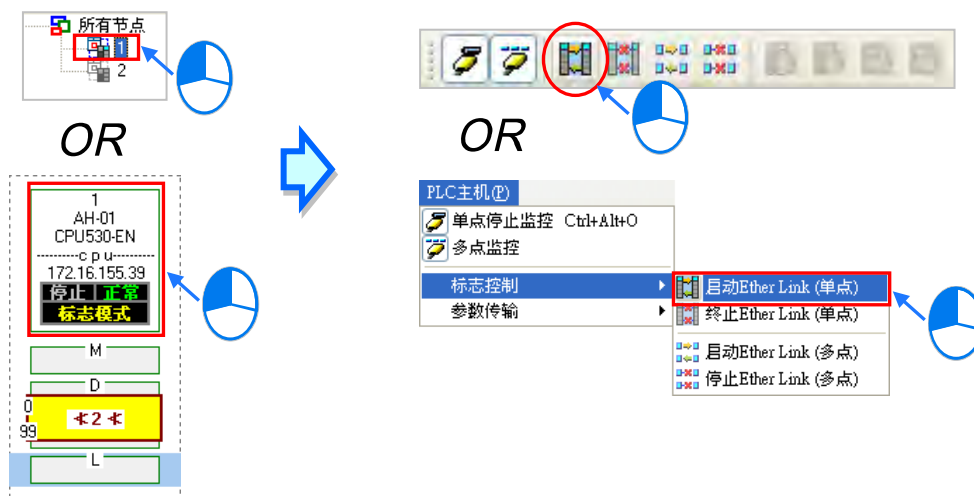 所有节点
1
2
OR
1
AH-01
CPU530-EN
---------c p u---------
172.16.155.39
停止 正常
标志模式
M
D
0
99
2
L
OR
PLC主机(P)
单点停止监控 Ctrl+Alt+O
多点监控
标志控制
参数传输
启动Ether Link (单点)
终止Ether Link (单点)
启动Ether Link (多点)
停止Ether Link (多点)